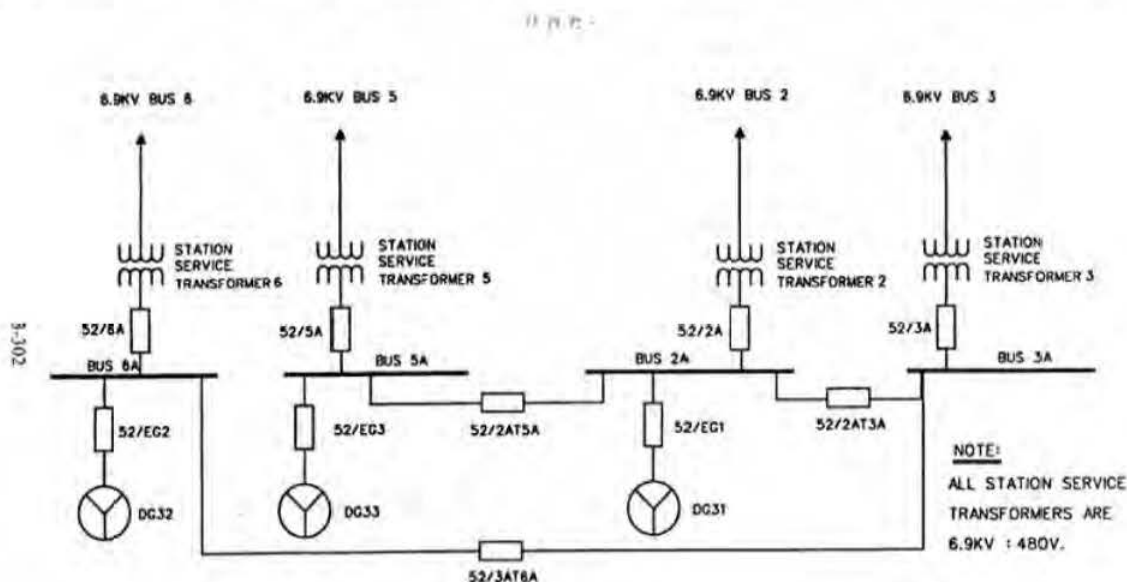 6.9KV BUS 6
6.9KV BUS 5
6.9KV BUS 2
6.9KV BUS 3
STATION
SERVICE
TRANSFORMER 6
STATION
SERVICE
TRANSFORMER 5
STATION
SERVICE
TRANSFORMER 2
STATION
SERVICE
TRANSFORMER 3
52/6A
52/5A
52/2A
52/3A
BUS 6A
BUS 5A
BUS 2A
BUS 3A
52/EG2
52/EG3
52/2AT5A
52/EG1
52/2AT3A
DG32
DG33
DG31
52/3AT6A
NOTE:
ALL STATION SERVICE
TRANSFORMERS ARE
6.9KV : 480V.
3-302